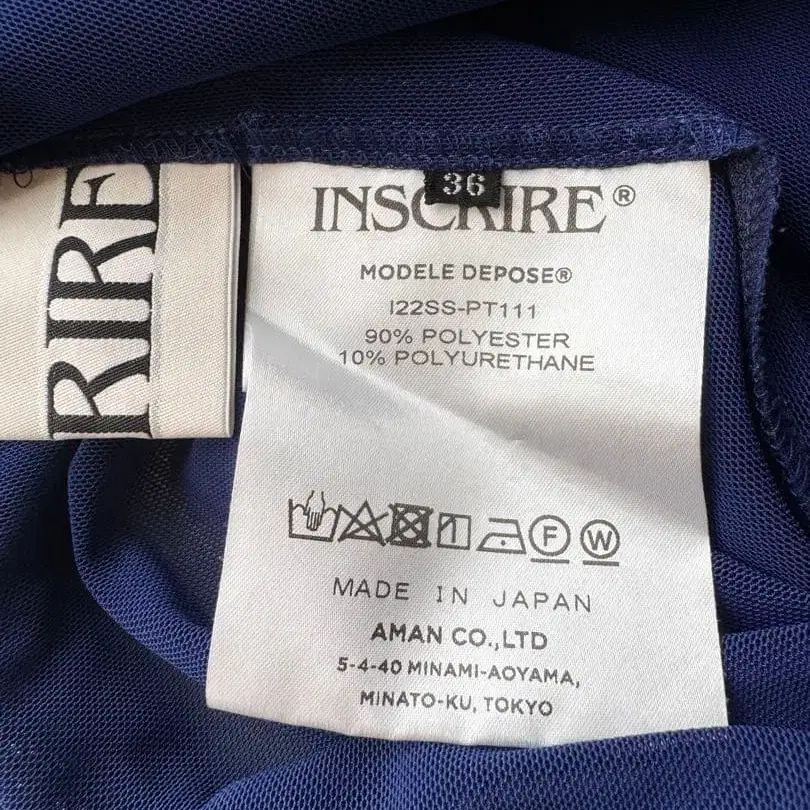 RIRE
36
INSCRIRE®
MODELE DEPOSE®
I22SS-PT111
90% POLYESTER
10% POLYURETHANE
F W
MADE IN JAPAN
AMAN CO.,LTD
5-4-40 MINAMI-AOYAMA,
MINATO-KU, TOKYO